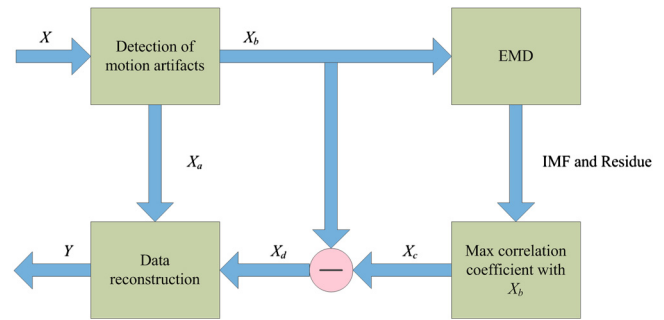 X
Detection of
motion artifacts
X_b
EMD
X_a
IMF and Residue
Y
Data
reconstruction
X_d
—
X_c
Max correlation
coefficient with
X_b